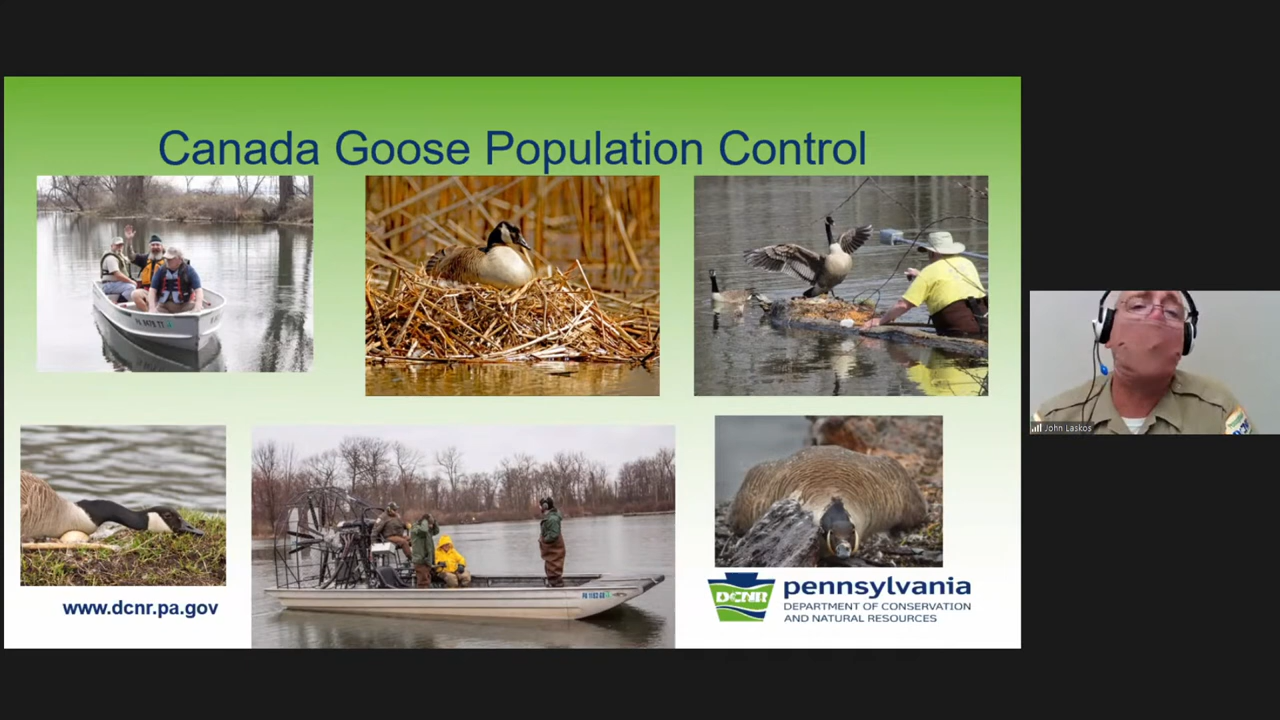 Canada Goose Population Control
www.dcnr.pa.gov
DCNR
pennsylvania
DEPARTMENT OF CONSERVATION
AND NATURAL RESOURCES
John Laskos